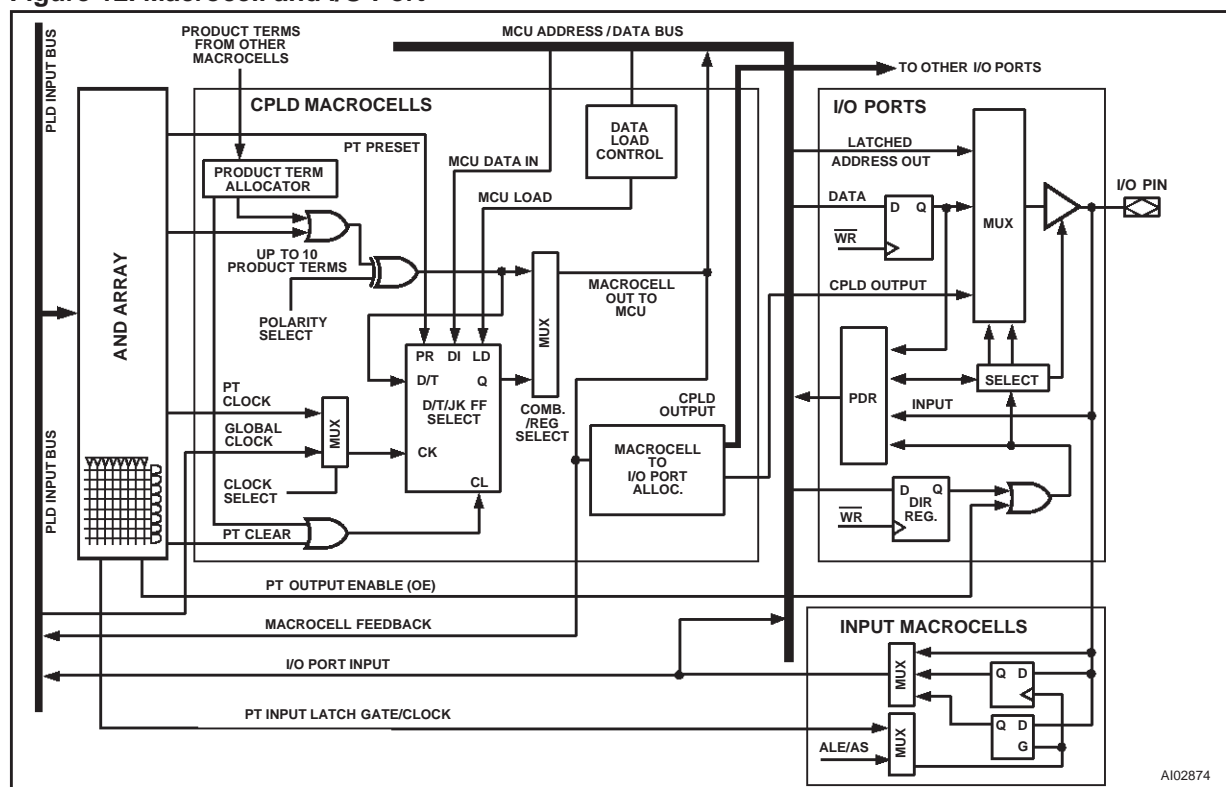 PRODUCT TERMS
FROM OTHER
MACROCELLS
MCU ADDRESS / DATA BUS
TO OTHER I/O PORTS
PLD INPUT BUS
CPLD MACROCELLS
I/O PORTS
PT PRESET
MCU DATA IN
DATA
LOAD
CONTROL
LATCHED
ADDRESS OUT
PRODUCT TERM
ALLOCATOR
MCU LOAD
I/O PIN
DATA
D Q
MUX
WR
UP TO 10
PRODUCT TERMS
AND ARRAY
POLARITY
SELECT
MUX
MACROCELL
OUT TO
MCU
CPLD OUTPUT
PR DI LD
D/T Q
D/T/JK FF
SELECT
CK
CL
COMB.
/REG
SELECT
CPLD
OUTPUT
PDR
SELECT
INPUT
PT
CLOCK
GLOBAL
CLOCK
MUX
CLOCK
SELECT
MACROCELL
TO
I/O PORT
ALLOC.
PLD INPUT BUS
D Q
DIR
REG.
WR
PT CLEAR
PT OUTPUT ENABLE (OE)
MACROCELL FEEDBACK
INPUT MACROCELLS
I/O PORT INPUT
MUX
Q D
PT INPUT LATCH GATE/CLOCK
Q D
G
MUX
ALE/AS
AI02874